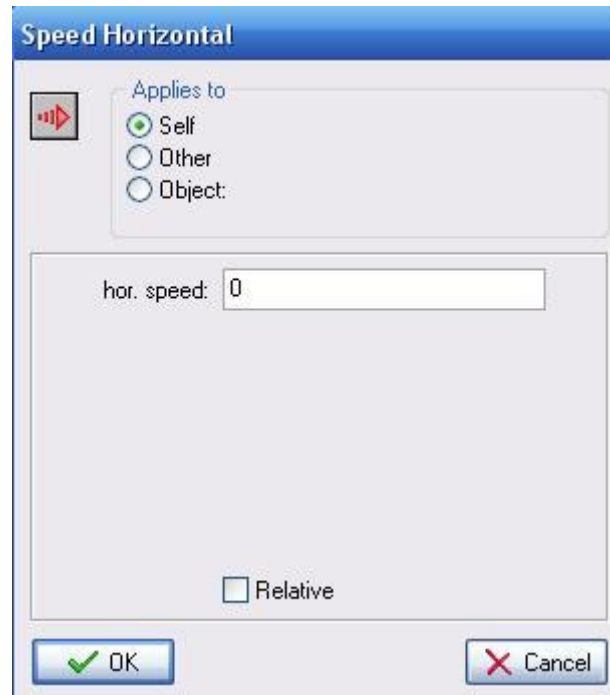 Speed Horizontal
Applies to
Self
Other
Object:
hor. speed: 0
Relative
OK Cancel